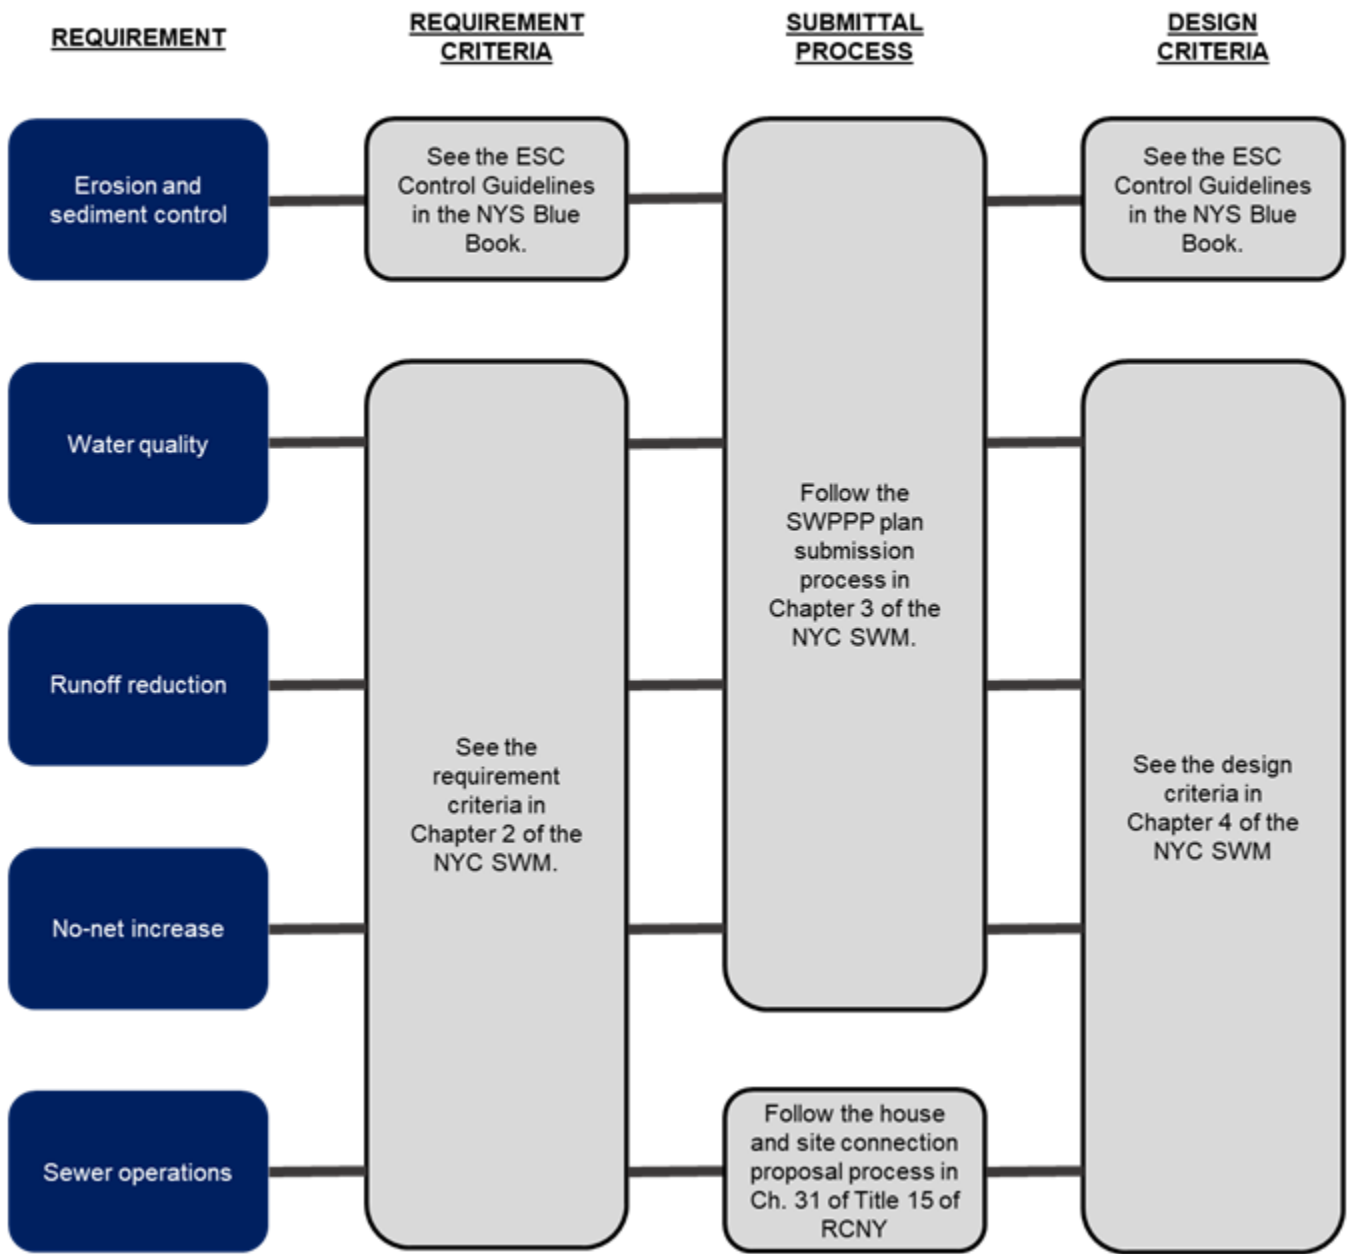 REQUIREMENT
REQUIREMENT
CRITERIA
SUBMITTAL
PROCESS
DESIGN
CRITERIA
Erosion and
sediment control
See the ESC
Control Guidelines
in the NYS Blue
Book.
See the ESC
Control Guidelines
in the NYS Blue
Book.
Water quality
Follow the
SWPPP plan
submission
process in
Chapter 3 of the
NYC SWM.
Runoff reduction
See the
requirement
criteria in
Chapter 2 of the
NYC SWM.
See the design
criteria in
Chapter 4 of the
NYC SWM
No-net increase
Sewer operations
Follow the house
and site connection
proposal process in
Ch. 31 of Title 15 of
RCNY